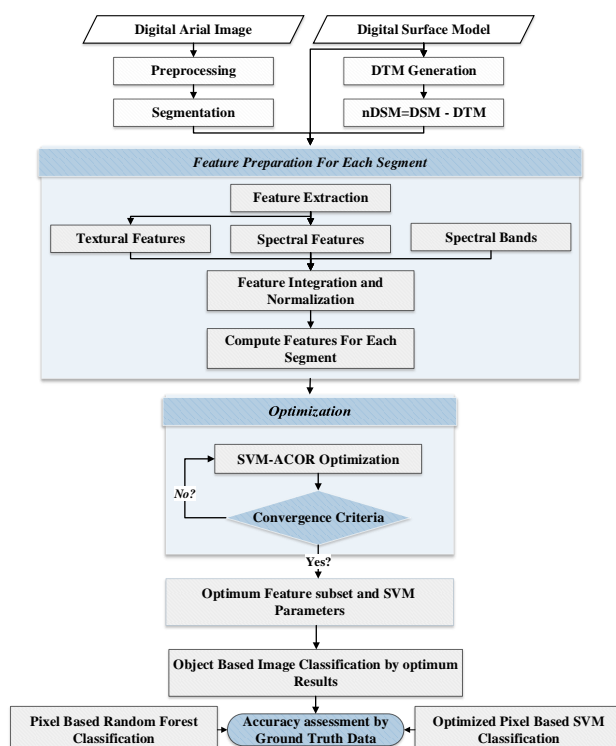 Digital Arial Image
Digital Surface Model
Preprocessing
DTM Generation
Segmentation
nDSM=DSM - DTM
Feature Preparation For Each Segment
Feature Extraction
Textural Features
Spectral Features
Spectral Bands
Feature Integration and
Normalization
Compute Features For Each
Segment
Optimization
SVM-ACOR Optimization
No?
Convergence Criteria
Yes?
Optimum Feature subset and SVM
Parameters
Object Based Image Classification by optimum
Results
Pixel Based Random Forest
Classification
Accuracy assessment by
Ground Truth Data
Optimized Pixel Based SVM
Classification